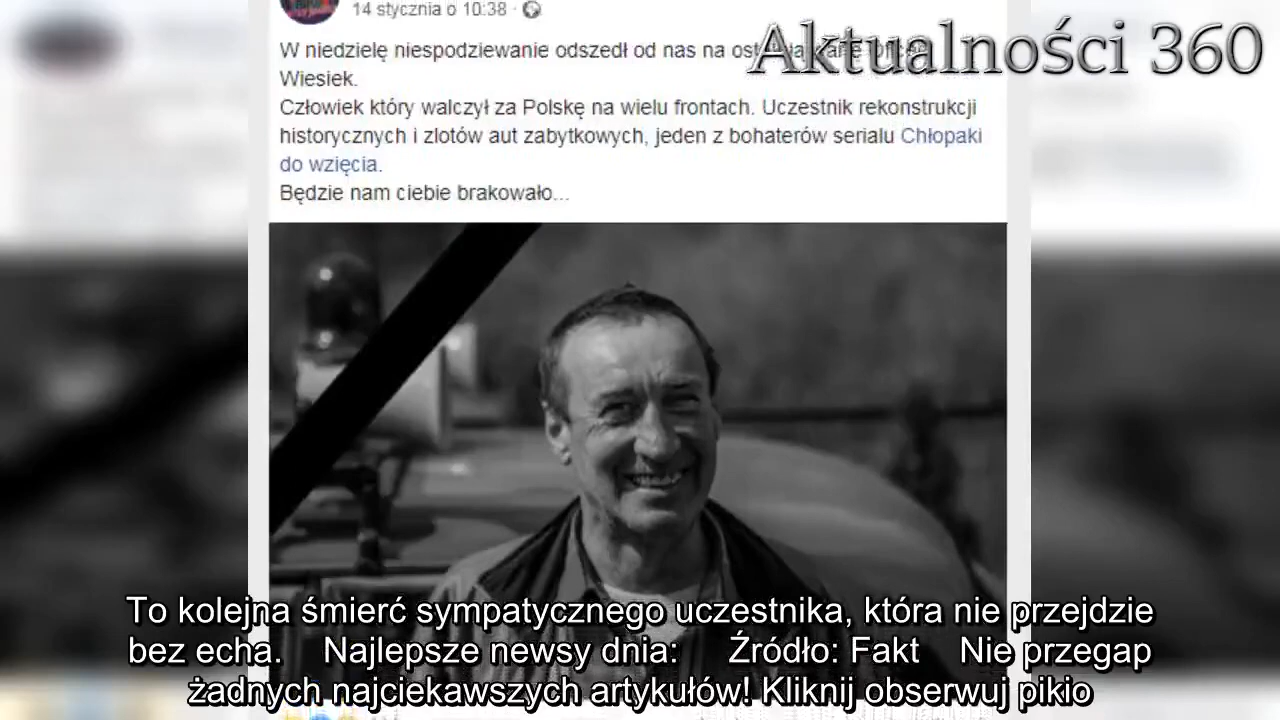 14 stycznia o 10:38 ·
Aktualności 360
W niedzielę niespodziewanie odszedł od nas na
Wiesiek.
Człowiek który walczył za Polskę na wielu frontach. Uczestnik rekonstrukcji
historycznych i zlotów aut zabytkowych, jeden z bohaterów serialu Chłopaki
do wzięcia.
Będzie nam ciebie brakowało...
To kolejna śmierć sympatycznego uczestnika, która nie przejdzie
bez echa. Najlepsze newsy dnia: Źródło: Fakt Nie przegap
żadnych najciekawszych artykułów! Kliknij obserwuj pikio